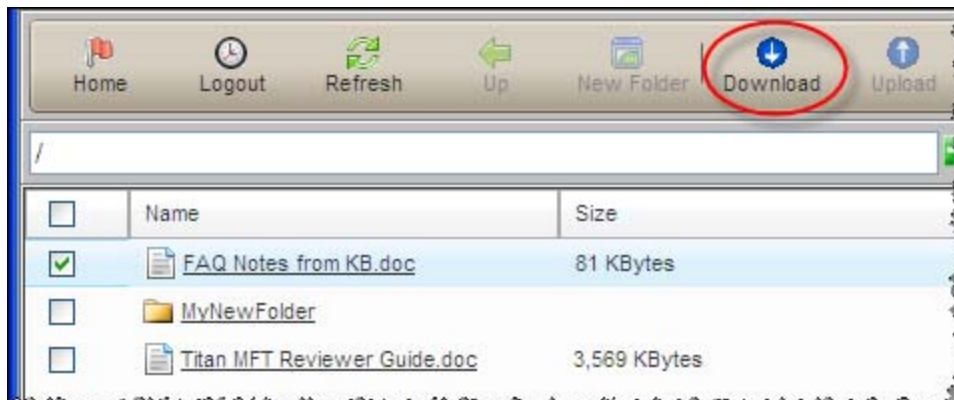 Home Logout Refresh Up New Folder Download Upload
/
Name Size
FAQ Notes from KB.doc 81 KBytes
MyNewFolder
Titan MFT Reviewer Guide.doc 3,569 KBytes